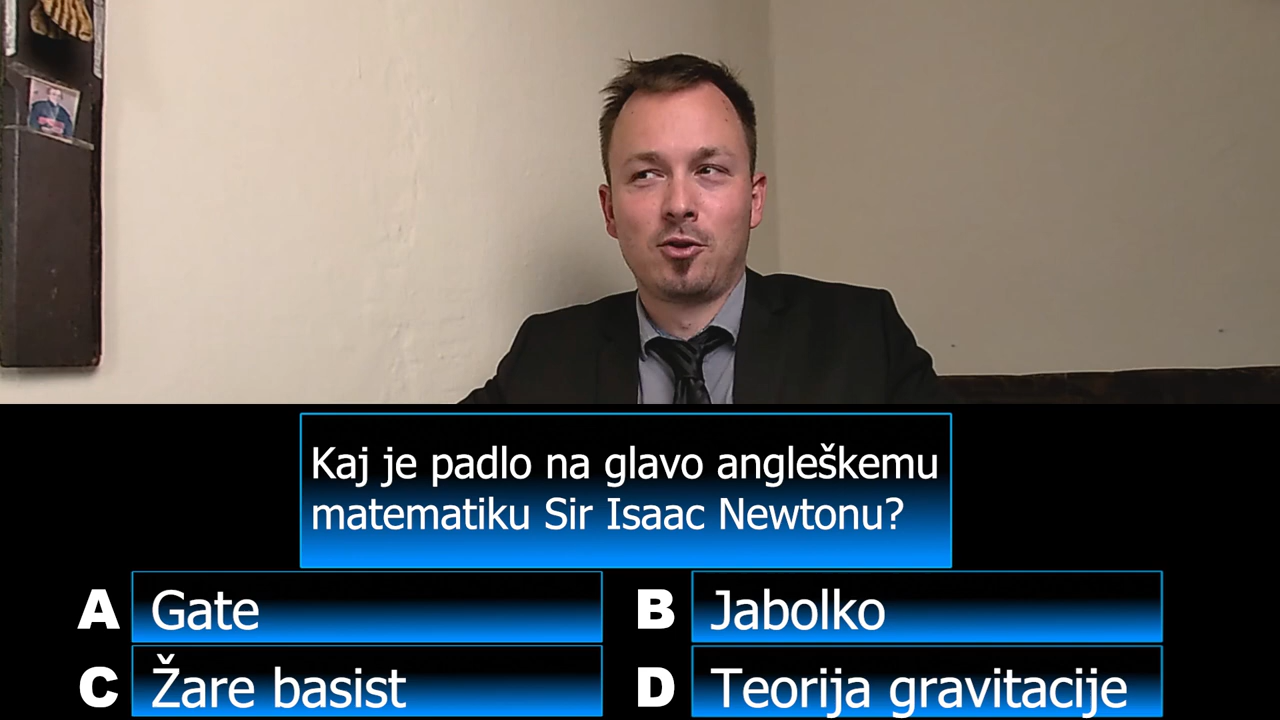 Kaj je padlo na glavo angleškemu
matematiku Sir Isaac Newtonu?
A Gate
B Jabolko
C Žare basist
D Teorija gravitacije